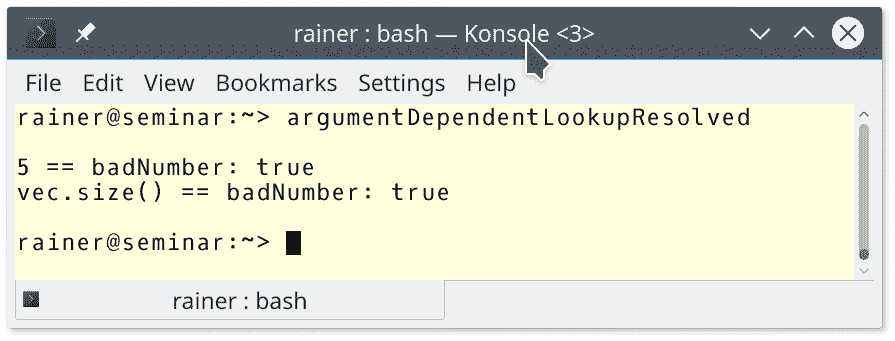 rainer : bash — Konsole <3>
File Edit View Bookmarks Settings Help
rainer@seminar:~> argumentDependentLookupResolved
5 == badNumber: true
vec.size() == badNumber: true
rainer@seminar:~>
rainer : bash